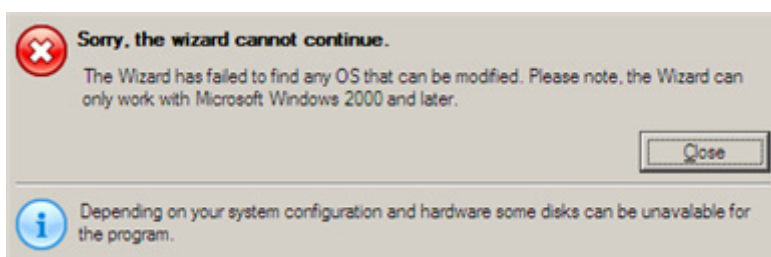 Sorry, the wizard cannot continue.
The Wizard has failed to find any OS that can be modified. Please note, the Wizard can
only work with Microsoft Windows 2000 and later.
Close
Depending on your system configuration and hardware some disks can be unavalable for
the program.